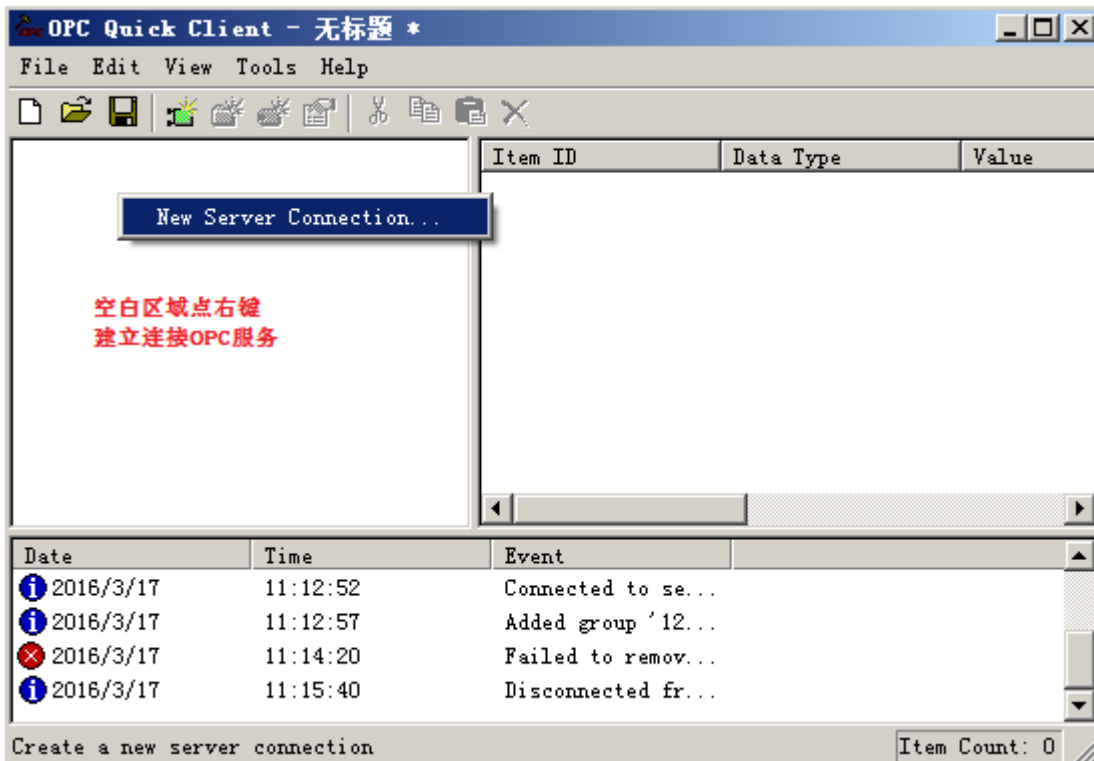 OPC Quick Client - 无标题 *
File Edit View Tools Help
Item ID Data Type Value
New Server Connection...
空白区域点右键
建立连接OPC服务
Date Time Event
2016/3/17 11:12:52 Connected to se...
2016/3/17 11:12:57 Added group '12...
2016/3/17 11:14:20 Failed to remov...
2016/3/17 11:15:40 Disconnected fr...
Create a new server connection Item Count: 0